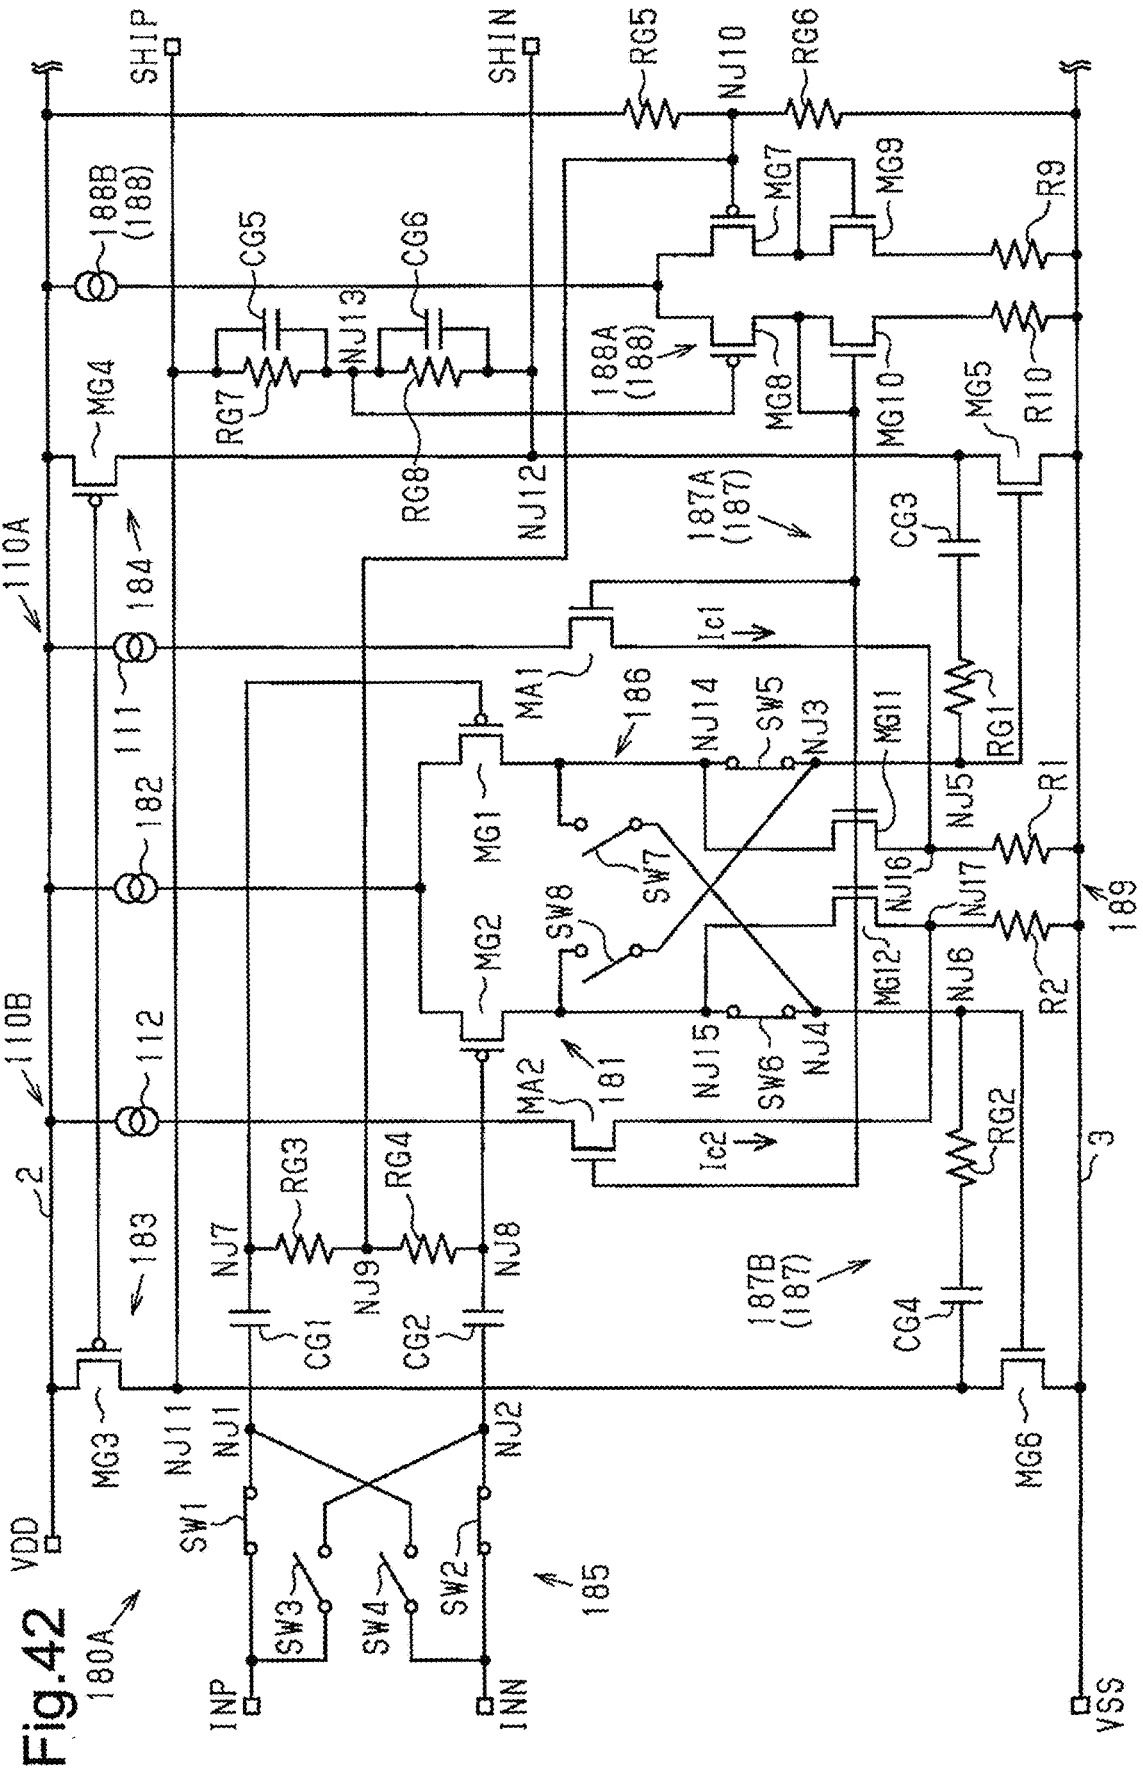 Fig.42
180A
VDD
2
110B
110A
SHIP
183
112
182
111
184
MG4
188B
(188)
MG3
NJ11
NJ7
RG3
CG5
RG7
NJ13
CG6
RG8
SHIN
INP
SW1
NJ1
CG1
NJ9
RG4
MG2
MG1
NJ12
RG5
SW3
SW4
SW2
NJ2
CG2
NJ8
INN
185
181
MA2
SW8
SW7
186
MA1
188A
(188)
MG8
MG7
NJ10
RG6
Ic2
NJ15
SW6
NJ4
NJ14
SW5
NJ3
Ic1
187A
(187)
MG10
MG9
187B
(187)
CG4
RG2
NJ6
MG12
NJ17
NJ16
MG11
NJ5
RG1
CG3
MG5
R10
R9
MG6
R2
R1
VSS
3
189